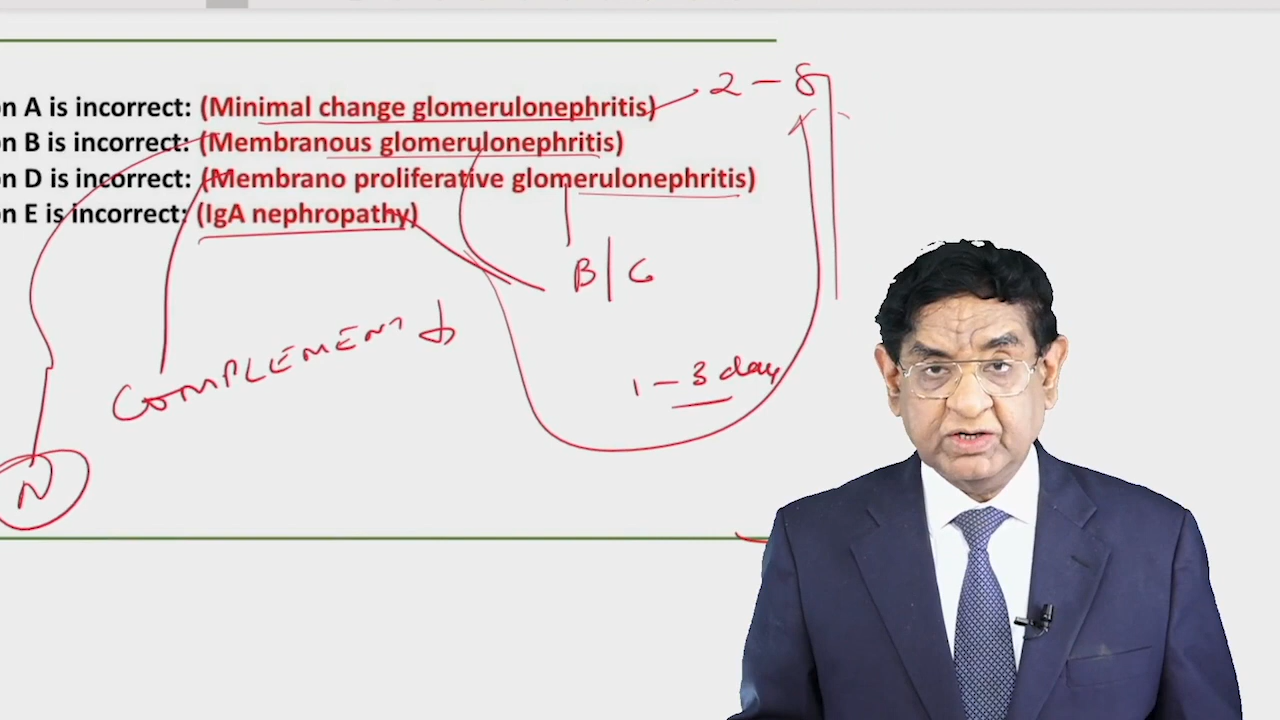 on A is incorrect: (Minimal change glomerulonephritis)
2 - 8
on B is incorrect: (Membranous glomerulonephritis)
on D is incorrect: (Membrano proliferative glomerulonephritis)
on E is incorrect: (IgA nephropathy)
B/C
COMPLEMENT
1 - 3 day
N